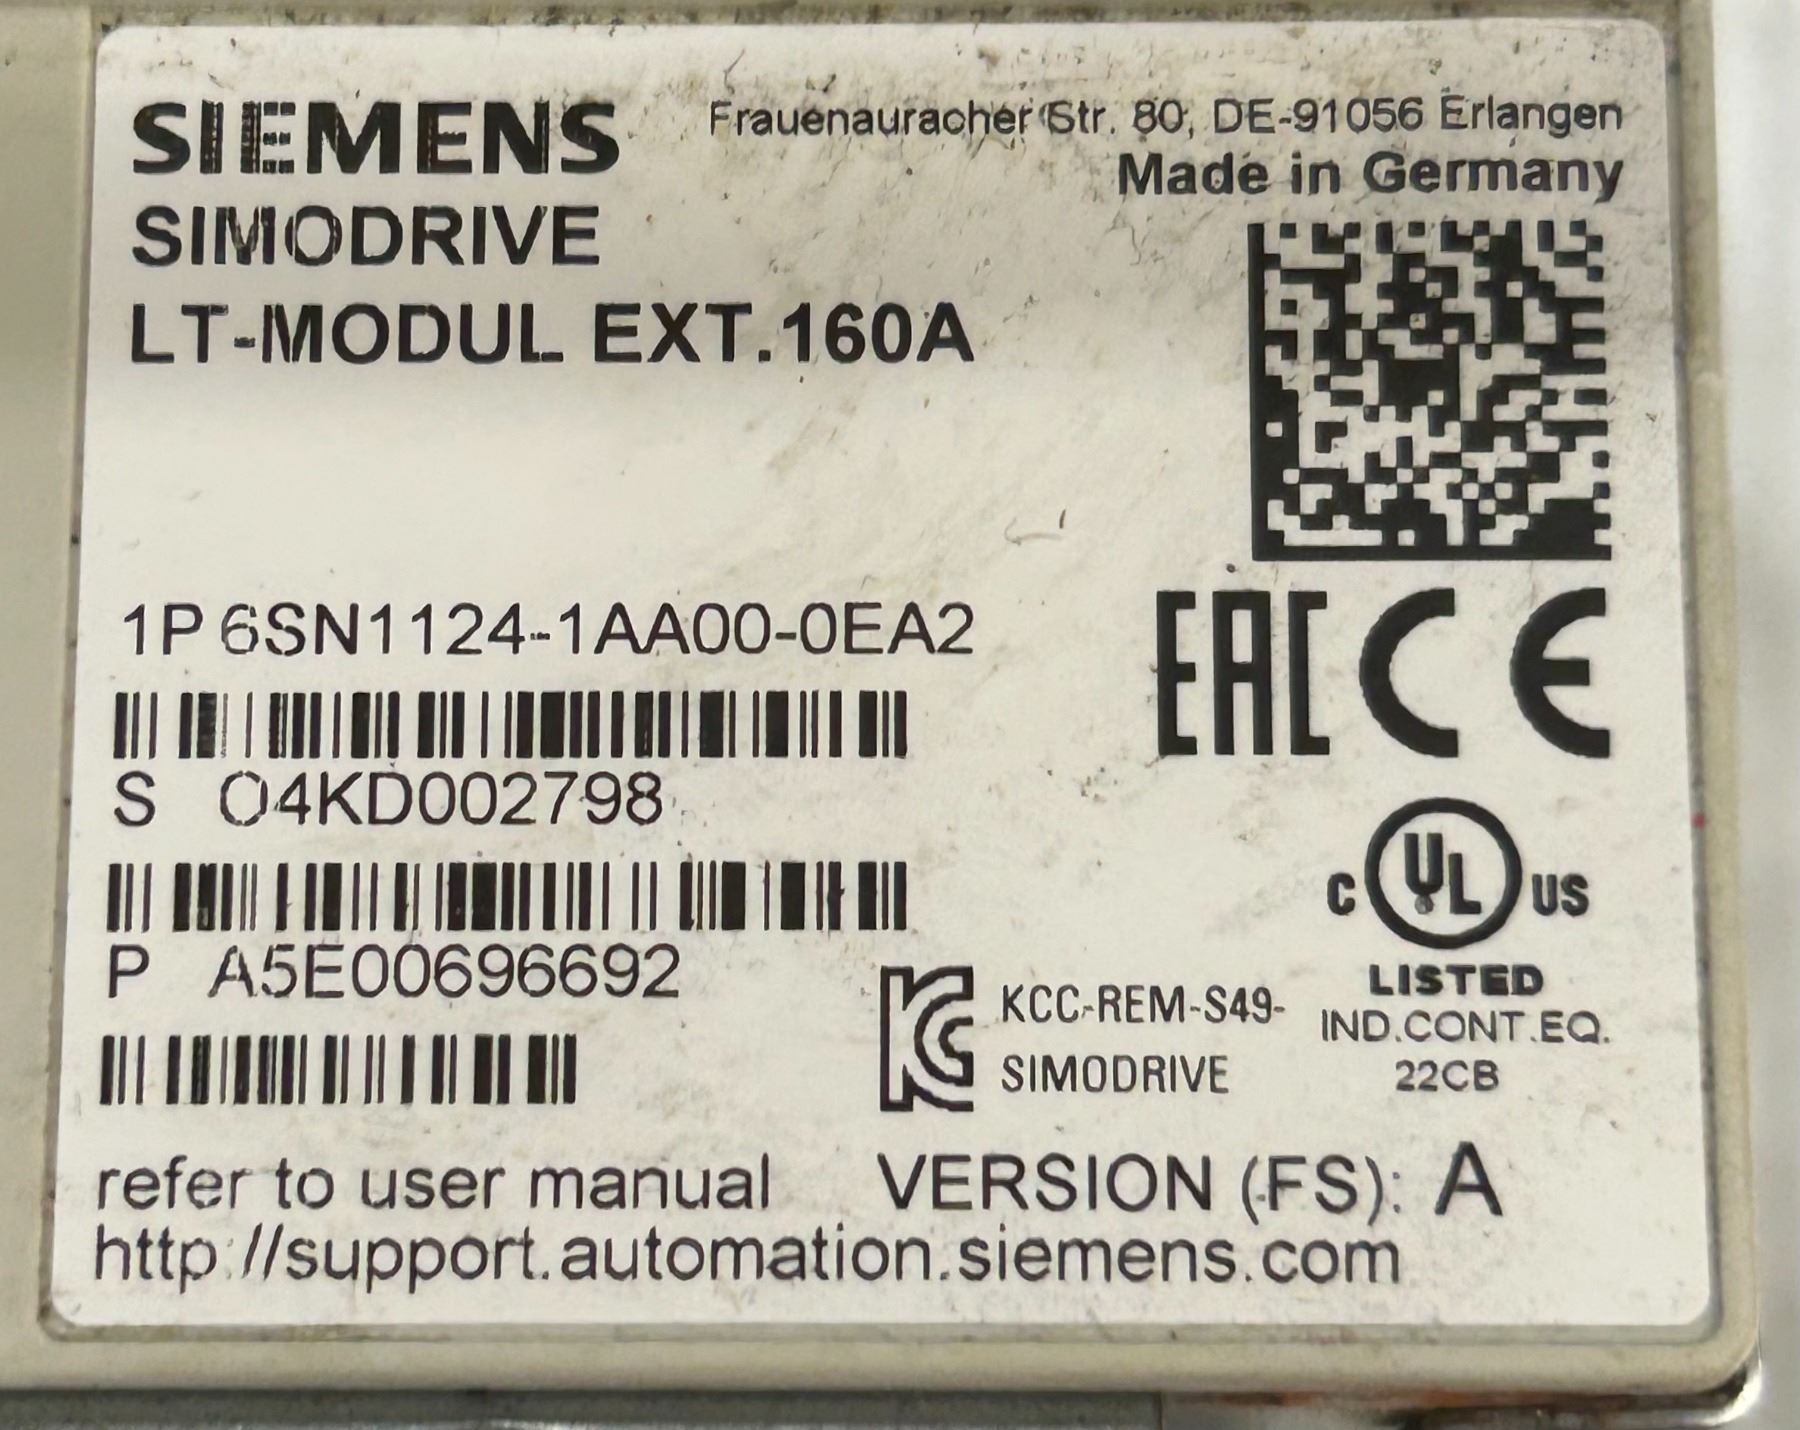 SIEMENS
Frauenauracher Str. 80, DE-91056 Erlangen
Made in Germany
SIMODRIVE
LT-MODUL EXT.160A
1P 6SN1124-1AA00-0EA2
S O4KD002798
P A5E00696692
EAC CE
C UL US
LISTED
IND.CONT.EQ.
22CB
KC
KCC-REM-S49-
SIMODRIVE
refer to user manual
VERSION (FS): A
http://support.automation.siemens.com